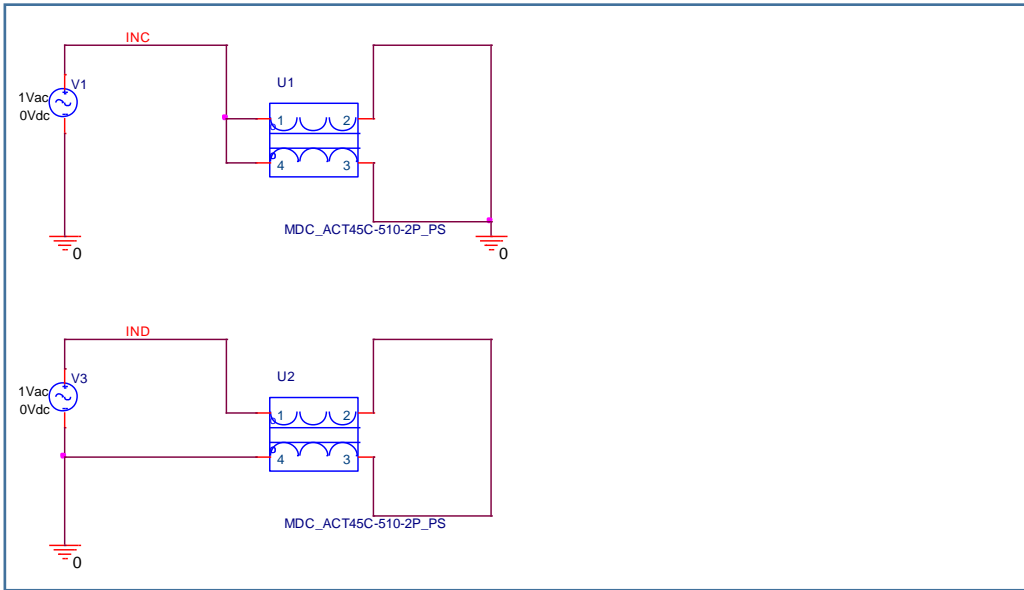 INC
U1
V1
1Vac
0Vdc
1 2
4 3
MDC_ACT45C-510-2P_PS
0 0
IND
U2
V3
1Vac
0Vdc
1 2
4 3
MDC_ACT45C-510-2P_PS
0